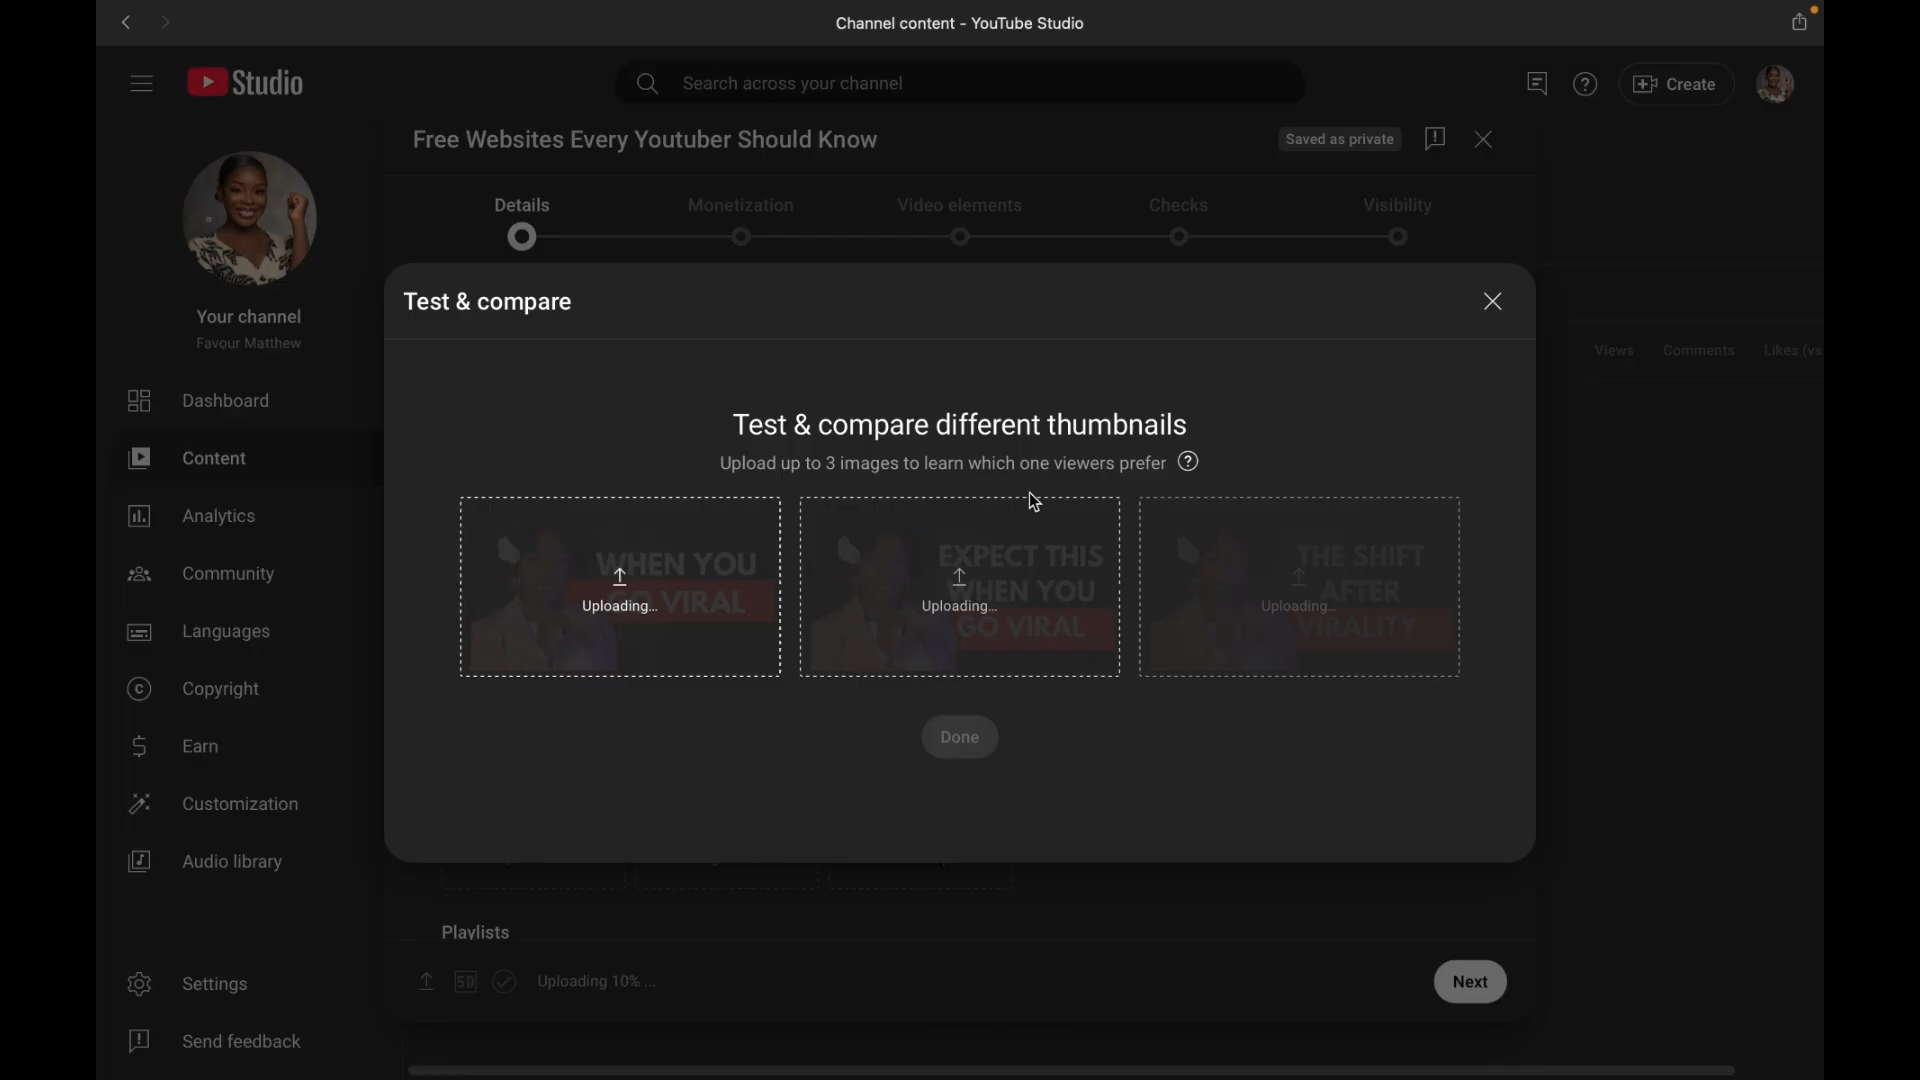 Channel content - YouTube Studio
Studio
Search across your channel
Create
Free Websites Every Youtuber Should Know
Saved as private
Details
Monetization
Video elements
Checks
Visibility
Your channel
Favour Matthew
Dashboard
Content
Analytics
Community
Languages
Copyright
Earn
Customization
Audio library
Settings
Send feedback
Test & compare
Test & compare different thumbnails
Upload up to 3 images to learn which one viewers prefer
WHEN YOU
GO VIRAL
Uploading...
EXPECT THIS
WHEN YOU
GO VIRAL
Uploading...
THE SHIFT
AFTER
VIRALITY
Uploading...
Done
Views
Comments
Likes (vs
Playlists
SD
Uploading 10% ...
Next